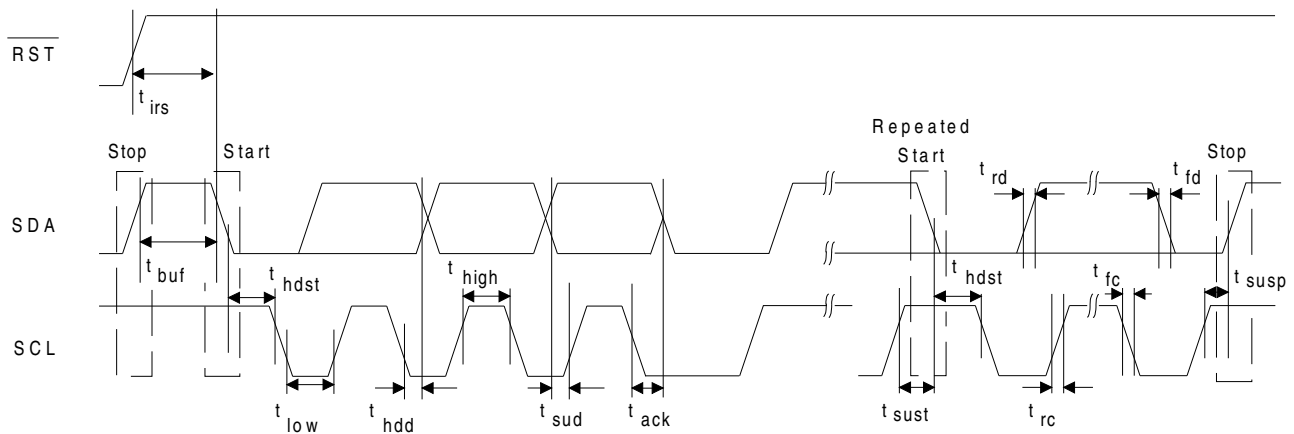 RST
t irs
Repeated
Stop Start Start Stop
t rd t fd
SDA
t buf t hdst t high t hdst t fc t susp
SCL
t low t hdd t sud t ack t sust t rc